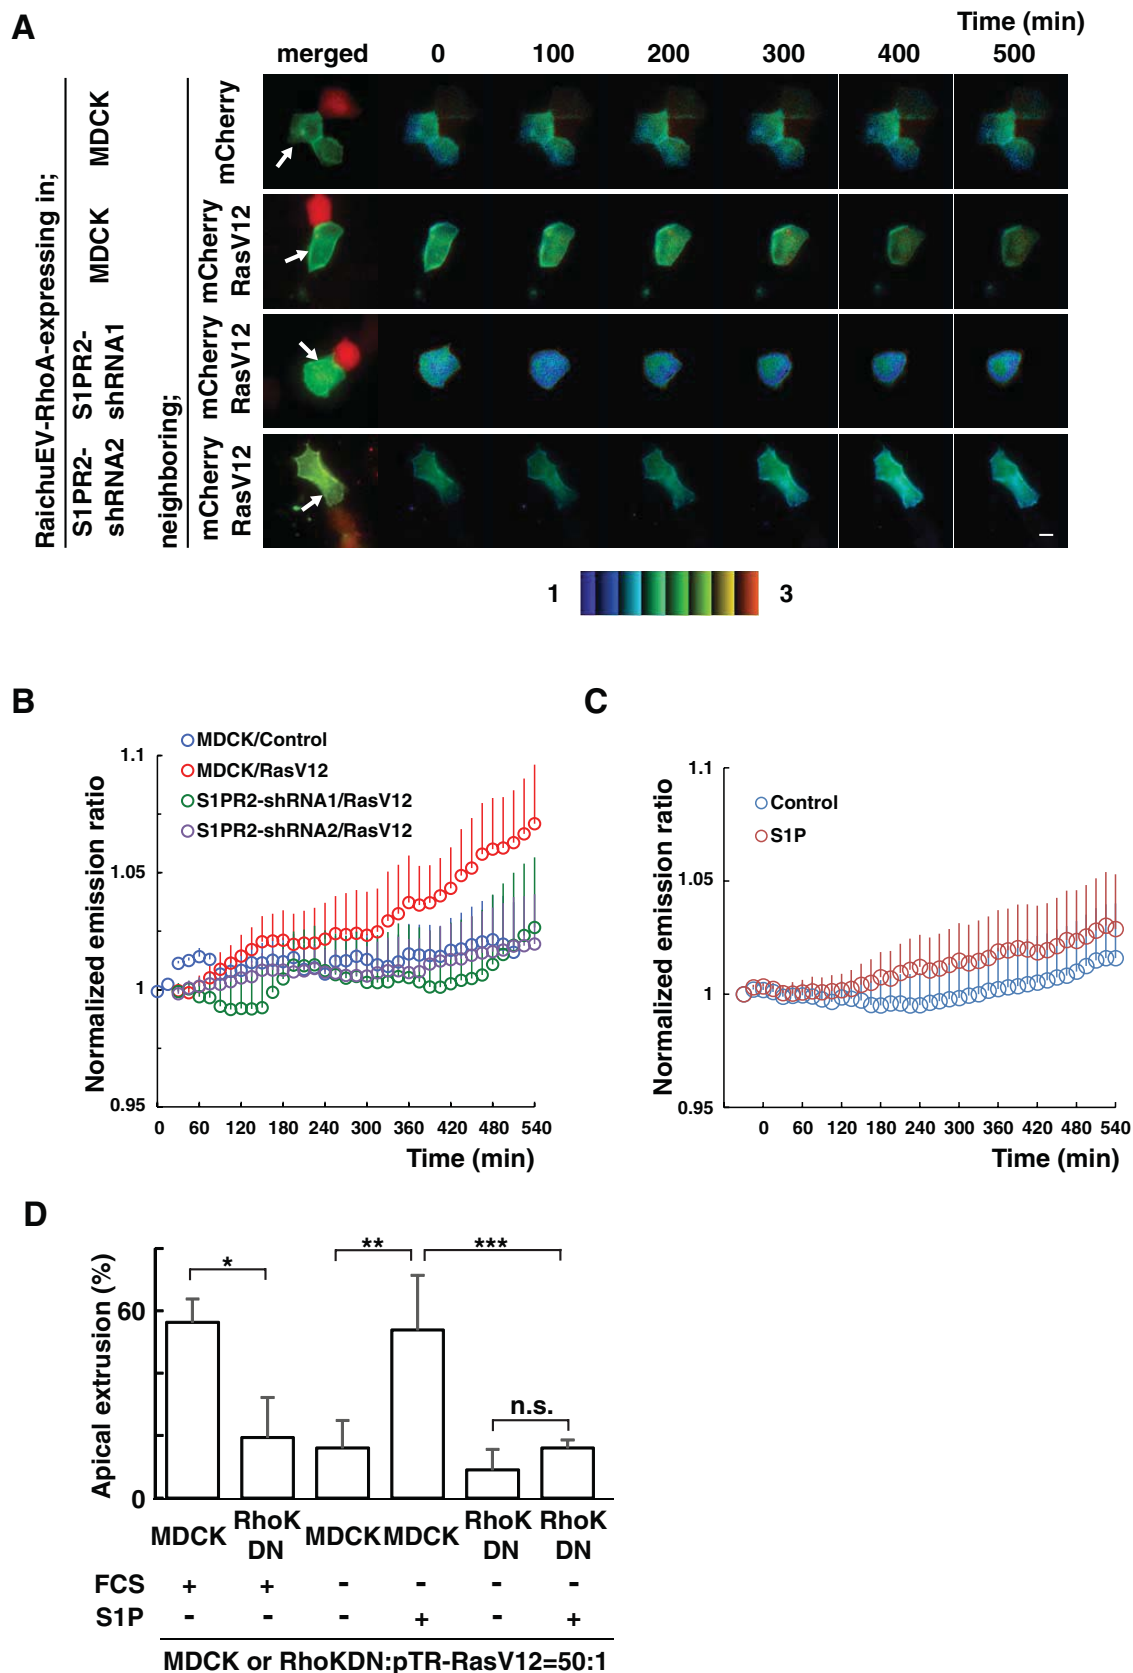 A
Time (min)
merged 0 100 200 300 400 500
RaichuEV-RhoA-expressing in;
MDCK
MDCK
S1PR2-
shRNA1
S1PR2-
shRNA2
neighboring;
mCherry
mCherry
RasV12
mCherry
RasV12
mCherry
RasV12
1 3
B
MDCK/Control
MDCK/RasV12
S1PR2-shRNA1/RasV12
S1PR2-shRNA2/RasV12
Normalized emission ratio
1.1
1.05
1
0.95
0 60 120 180 240 300 360 420 480 540
Time (min)
C
Control
S1P
Normalized emission ratio
1.1
1.05
1
0.95
0 60 120 180 240 300 360 420 480 540
Time (min)
D
Apical extrusion (%)
60
0
*
**
***
n.s.
MDCK RhoK DN MDCK MDCK RhoK DN RhoK DN
FCS + + - - - -
S1P - - - + - +
MDCK or RhoKDN:pTR-RasV12=50:1